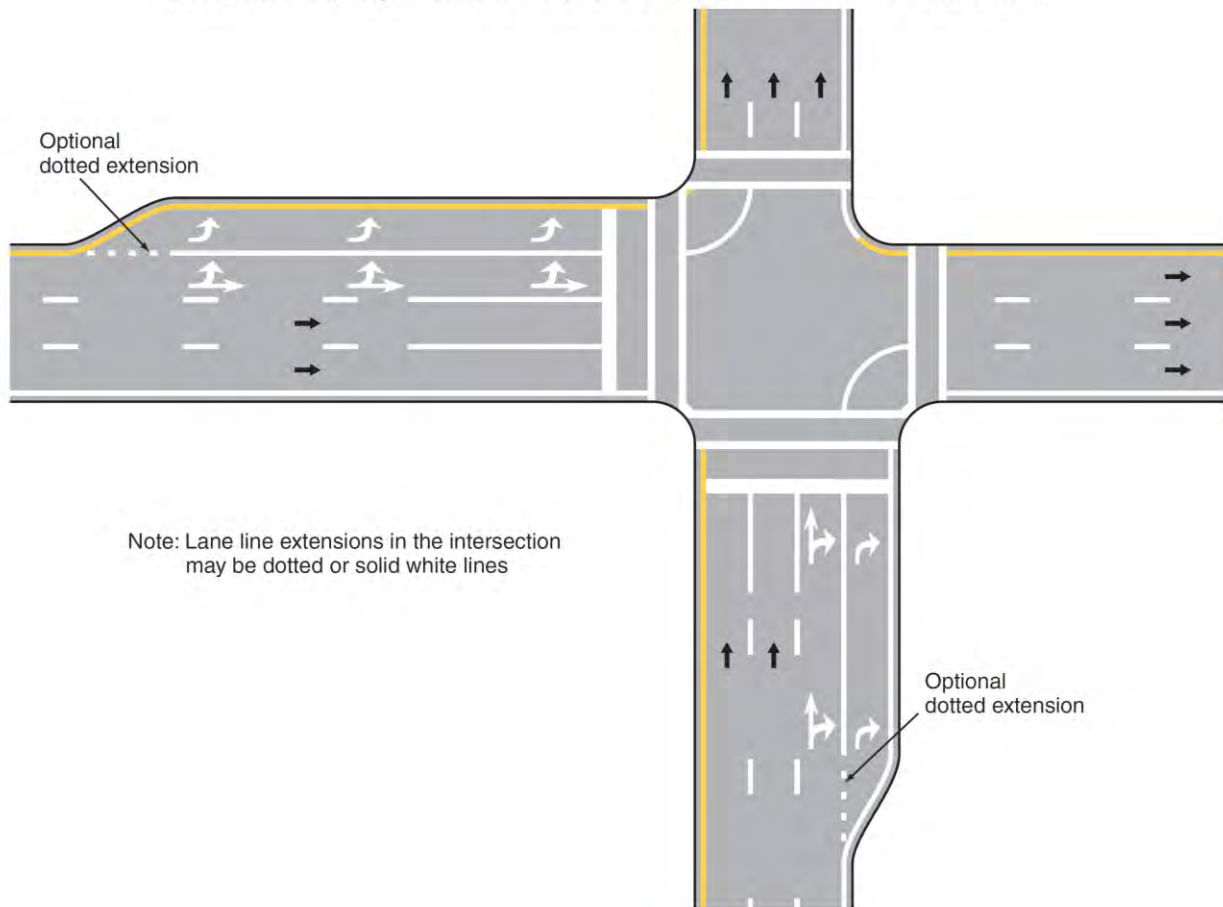 Optional
dotted extension
Note: Lane line extensions in the intersection
may be dotted or solid white lines
Optional
dotted extension